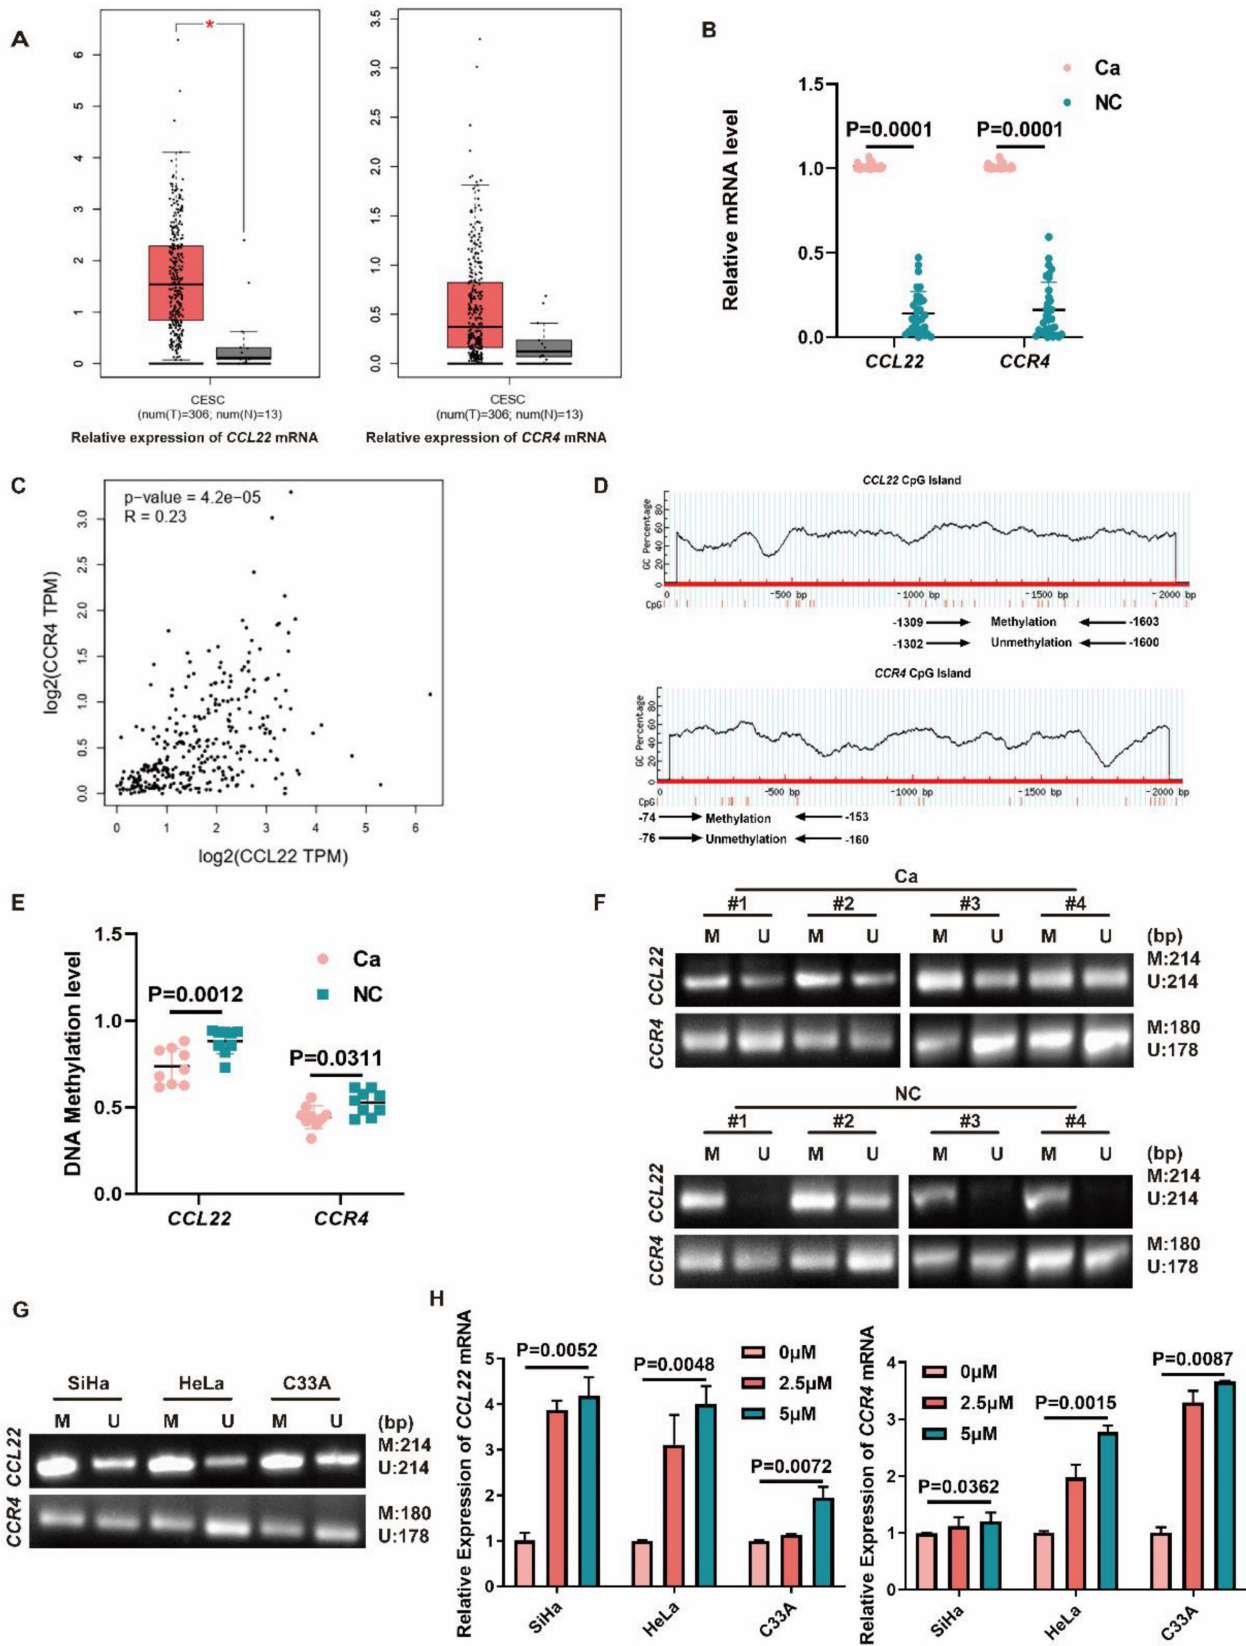 A
*
6
5
4
3
2
1
0
CESC
(num(T)=306; num(N)=13)
Relative expression of CCL22 mRNA
3.5
3.0
2.5
2.0
1.5
1.0
0.5
0.0
CESC
(num(T)=306; num(N)=13)
Relative expression of CCR4 mRNA
B
Ca
NC
Relative mRNA level
1.5
1.0
0.5
0.0
P=0.0001
P=0.0001
CCL22
CCR4
C
p-value = 4.2e-05
R = 0.23
log2(CCR4 TPM)
3.0
2.5
2.0
1.5
1.0
0.5
0.0
0 1 2 3 4 5 6
log2(CCL22 TPM)
D
CCL22 CpG Island
GC Percentage
80
60
40
20
0
0 -500 bp -1000 bp -1500 bp -2000 bp
CpG
-1309 Methylation -1603
-1302 Unmethylation -1600
CCR4 CpG Island
GC Percentage
80
60
40
20
0
0 -500 bp -1000 bp -1500 bp -2000 bp
CpG
-74 Methylation -153
-76 Unmethylation -160
E
DNA Methylation level
1.5
1.0
0.5
0.0
Ca
NC
P=0.0012
P=0.0311
CCL22
CCR4
F
Ca
#1 #2 #3 #4
M U M U M U M U (bp)
CCL22
M:214
U:214
CCR4
M:180
U:178
NC
#1 #2 #3 #4
M U M U M U M U (bp)
CCL22
M:214
U:214
CCR4
M:180
U:178
G
SiHa HeLa C33A
M U M U M U (bp)
CCL22
M:214
U:214
CCR4
M:180
U:178
H
Relative Expression of CCL22 mRNA
5
4
3
2
1
0
P=0.0052
P=0.0048
P=0.0072
0μM
2.5μM
5μM
SiHa
HeLa
C33A
Relative Expression of CCR4 mRNA
4
3
2
1
0
0μM
2.5μM
5μM
P=0.0362
P=0.0015
P=0.0087
SiHa
HeLa
C33A